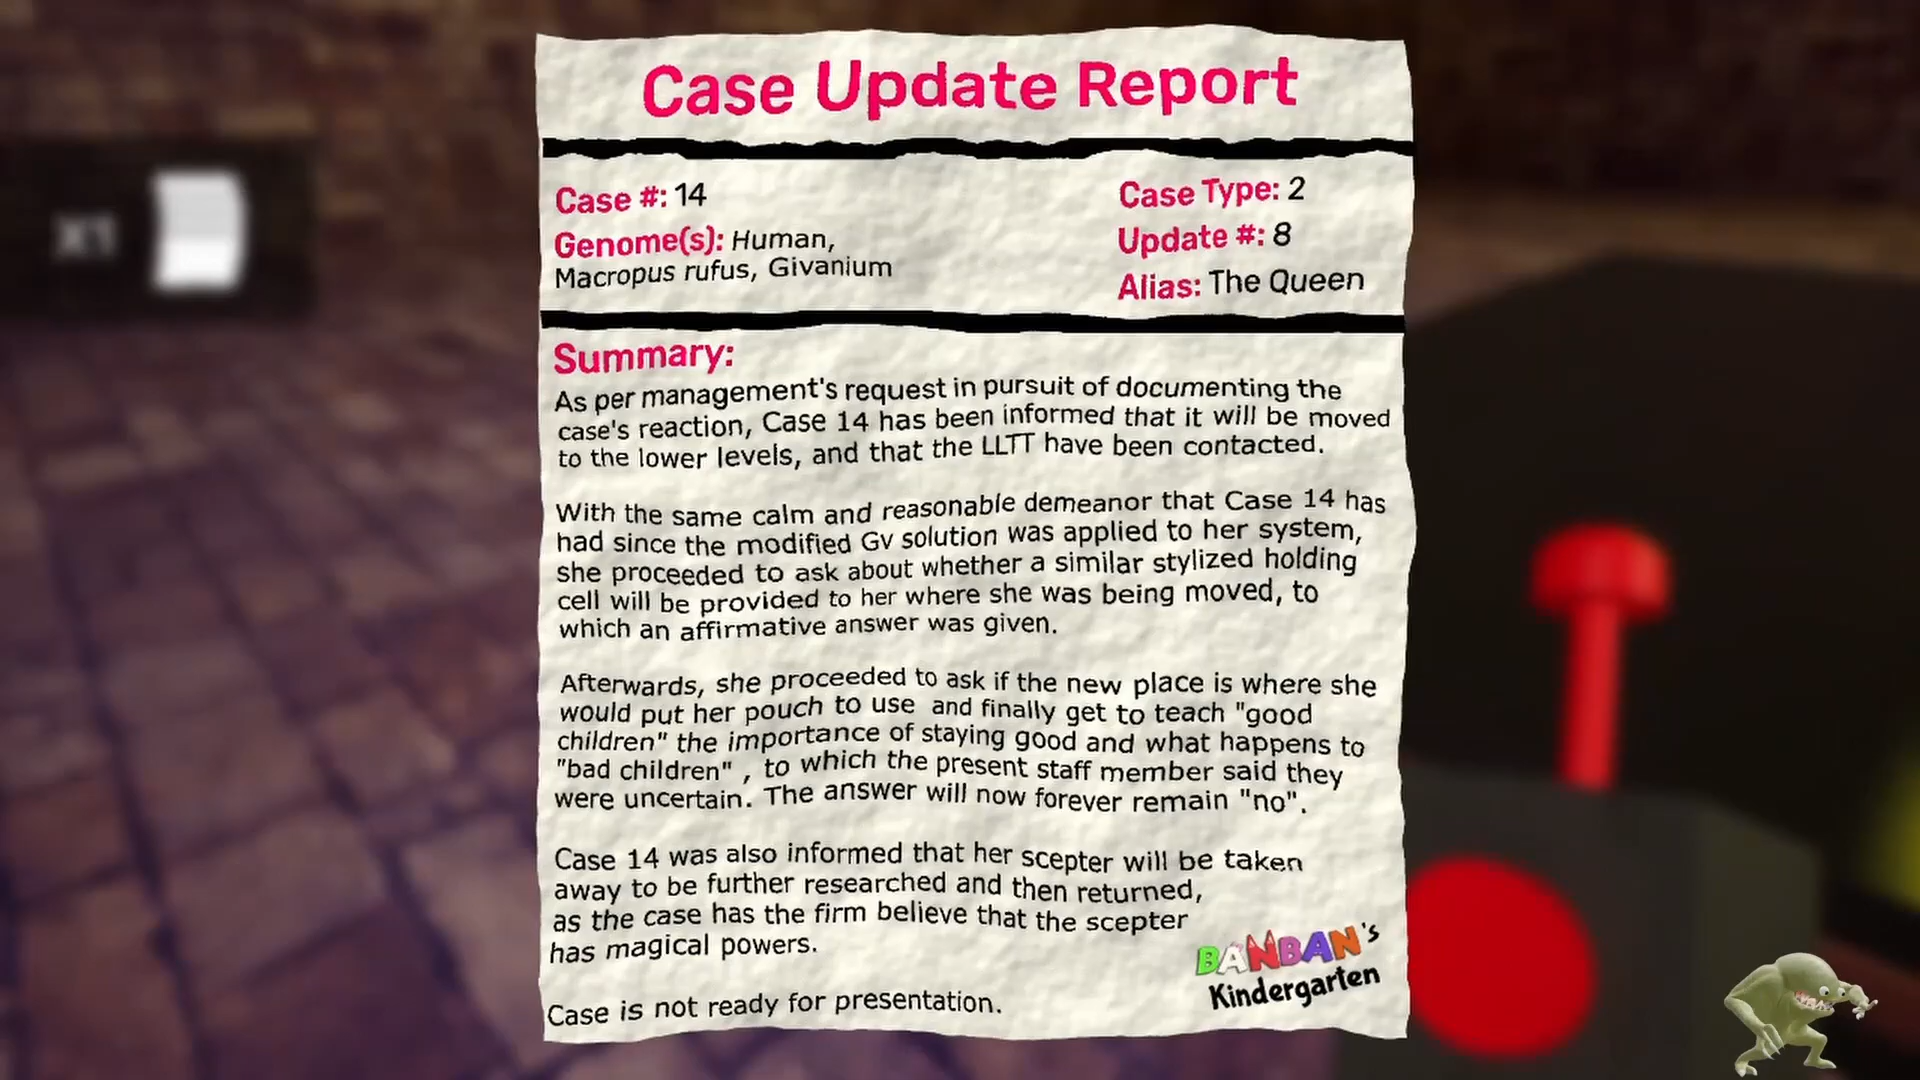 Case Update Report
Case #: 14
Genome(s): Human,
Macropus rufus, Givanium
Case Type: 2
Update #: 8
Alias: The Queen
Summary:
As per management's request in pursuit of documenting the
case's reaction, Case 14 has been informed that it will be moved
to the lower levels, and that the LLTT have been contacted.
With the same calm and reasonable demeanor that Case 14 has
had since the modified Gv solution was applied to her system,
she proceeded to ask about whether a similar stylized holding
cell will be provided to her where she was being moved, to
which an affirmative answer was given.
Afterwards, she proceeded to ask if the new place is where she
would put her pouch to use and finally get to teach "good
children" the importance of staying good and what happens to
"bad children" , to which the present staff member said they
were uncertain. The answer will now forever remain "no".
Case 14 was also informed that her scepter will be taken
away to be further researched and then returned,
as the case has the firm believe that the scepter
has magical powers.
Case is not ready for presentation.
BANBAN's
Kindergarten
X1